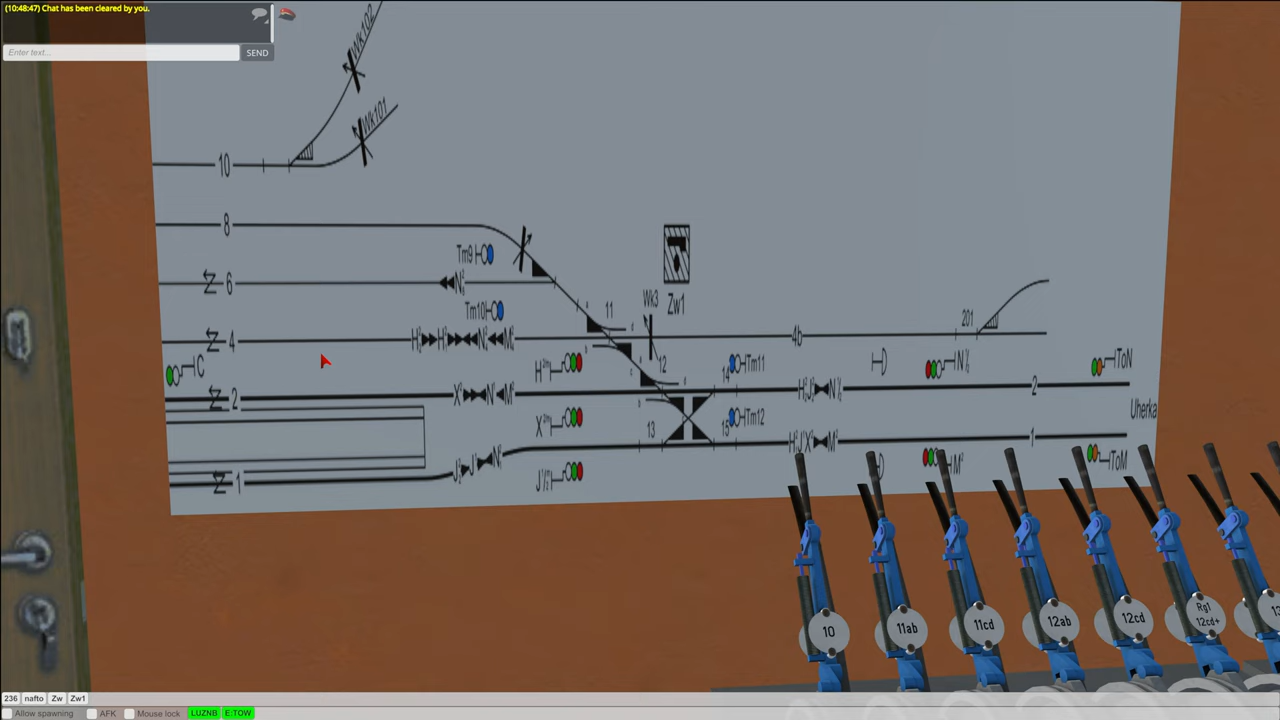 (10:48:47) Chat has been cleared by you.
Enter text...
SEND
Wk102
Wk101
10
8
Tm9
6
Tm10
11
Wk3
Zw1
201
4
4b
12
C
14
Tm11
D
ToN
2
2
13
15
Tm12
Uherka
1
1
D
ToM
10
11ab
11cd
12ab
12cd
Rg1
12cd+
236
nafto
Zw
Zw1
Allow spawning
AFK
Mouse lock
LUZNB
E:TOW